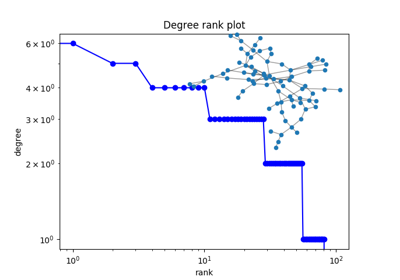 Degree rank plot
6 × 10⁰
4 × 10⁰
3 × 10⁰
2 × 10⁰
10⁰
degree
10⁰ 10¹ 10²
rank